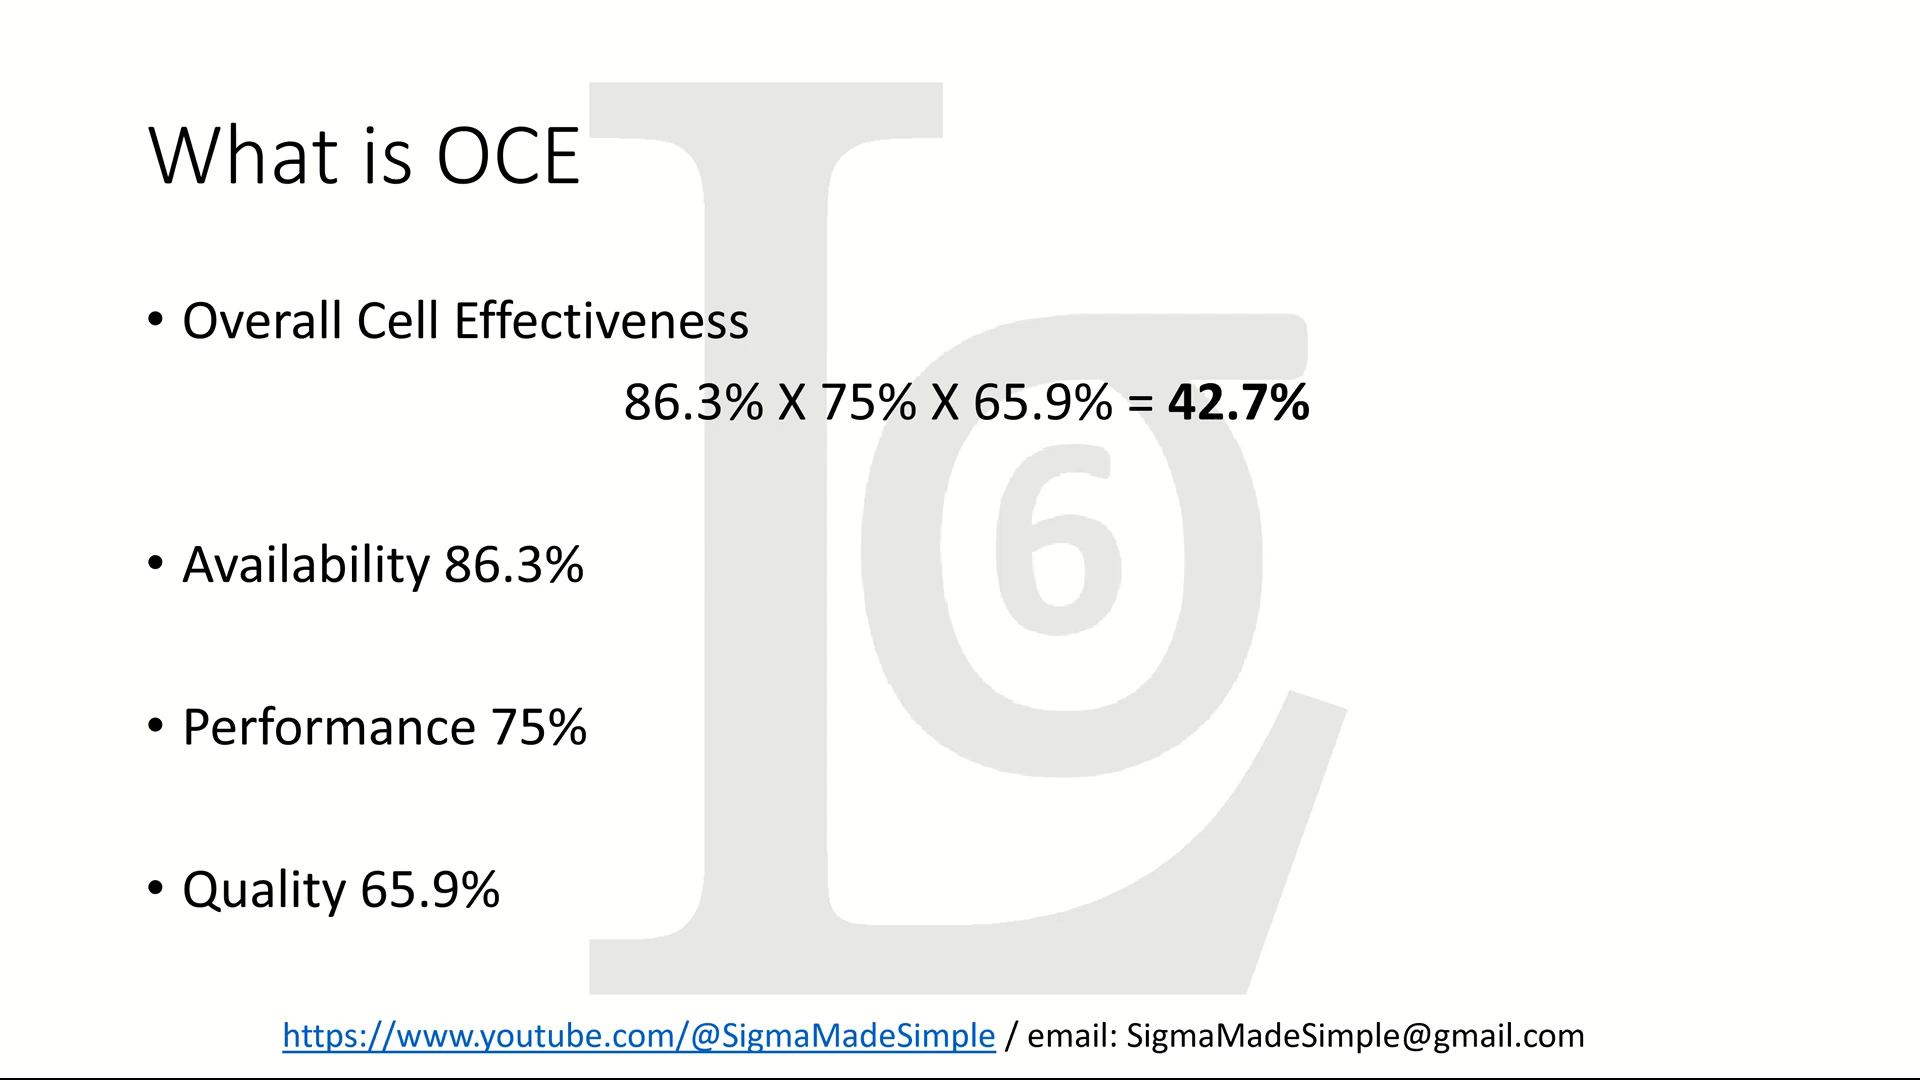 What is OCE
• Overall Cell Effectiveness
86.3% X 75% X 65.9% = 42.7%
• Availability 86.3%
• Performance 75%
• Quality 65.9%
L6
https://www.youtube.com/@SigmaMadeSimple / email: SigmaMadeSimple@gmail.com